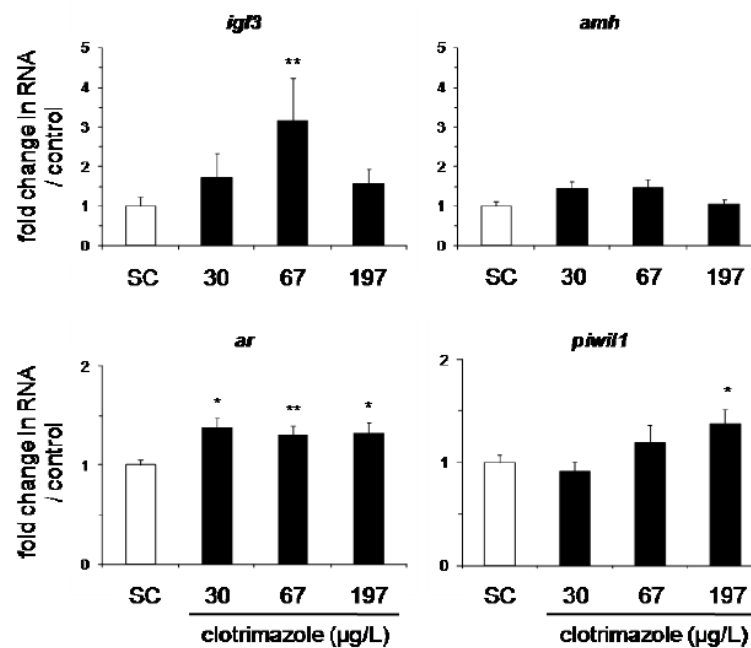 igf3
amh
fold change in RNA
/ control
5
4
3
2
1
0
**
SC 30 67 197
5
4
3
2
1
0
SC 30 67 197
ar
piwil1
fold change in RNA
/ control
2
1
0
* ** *
SC 30 67 197
clotrimazole (µg/L)
2
1
0
*
SC 30 67 197
clotrimazole (µg/L)